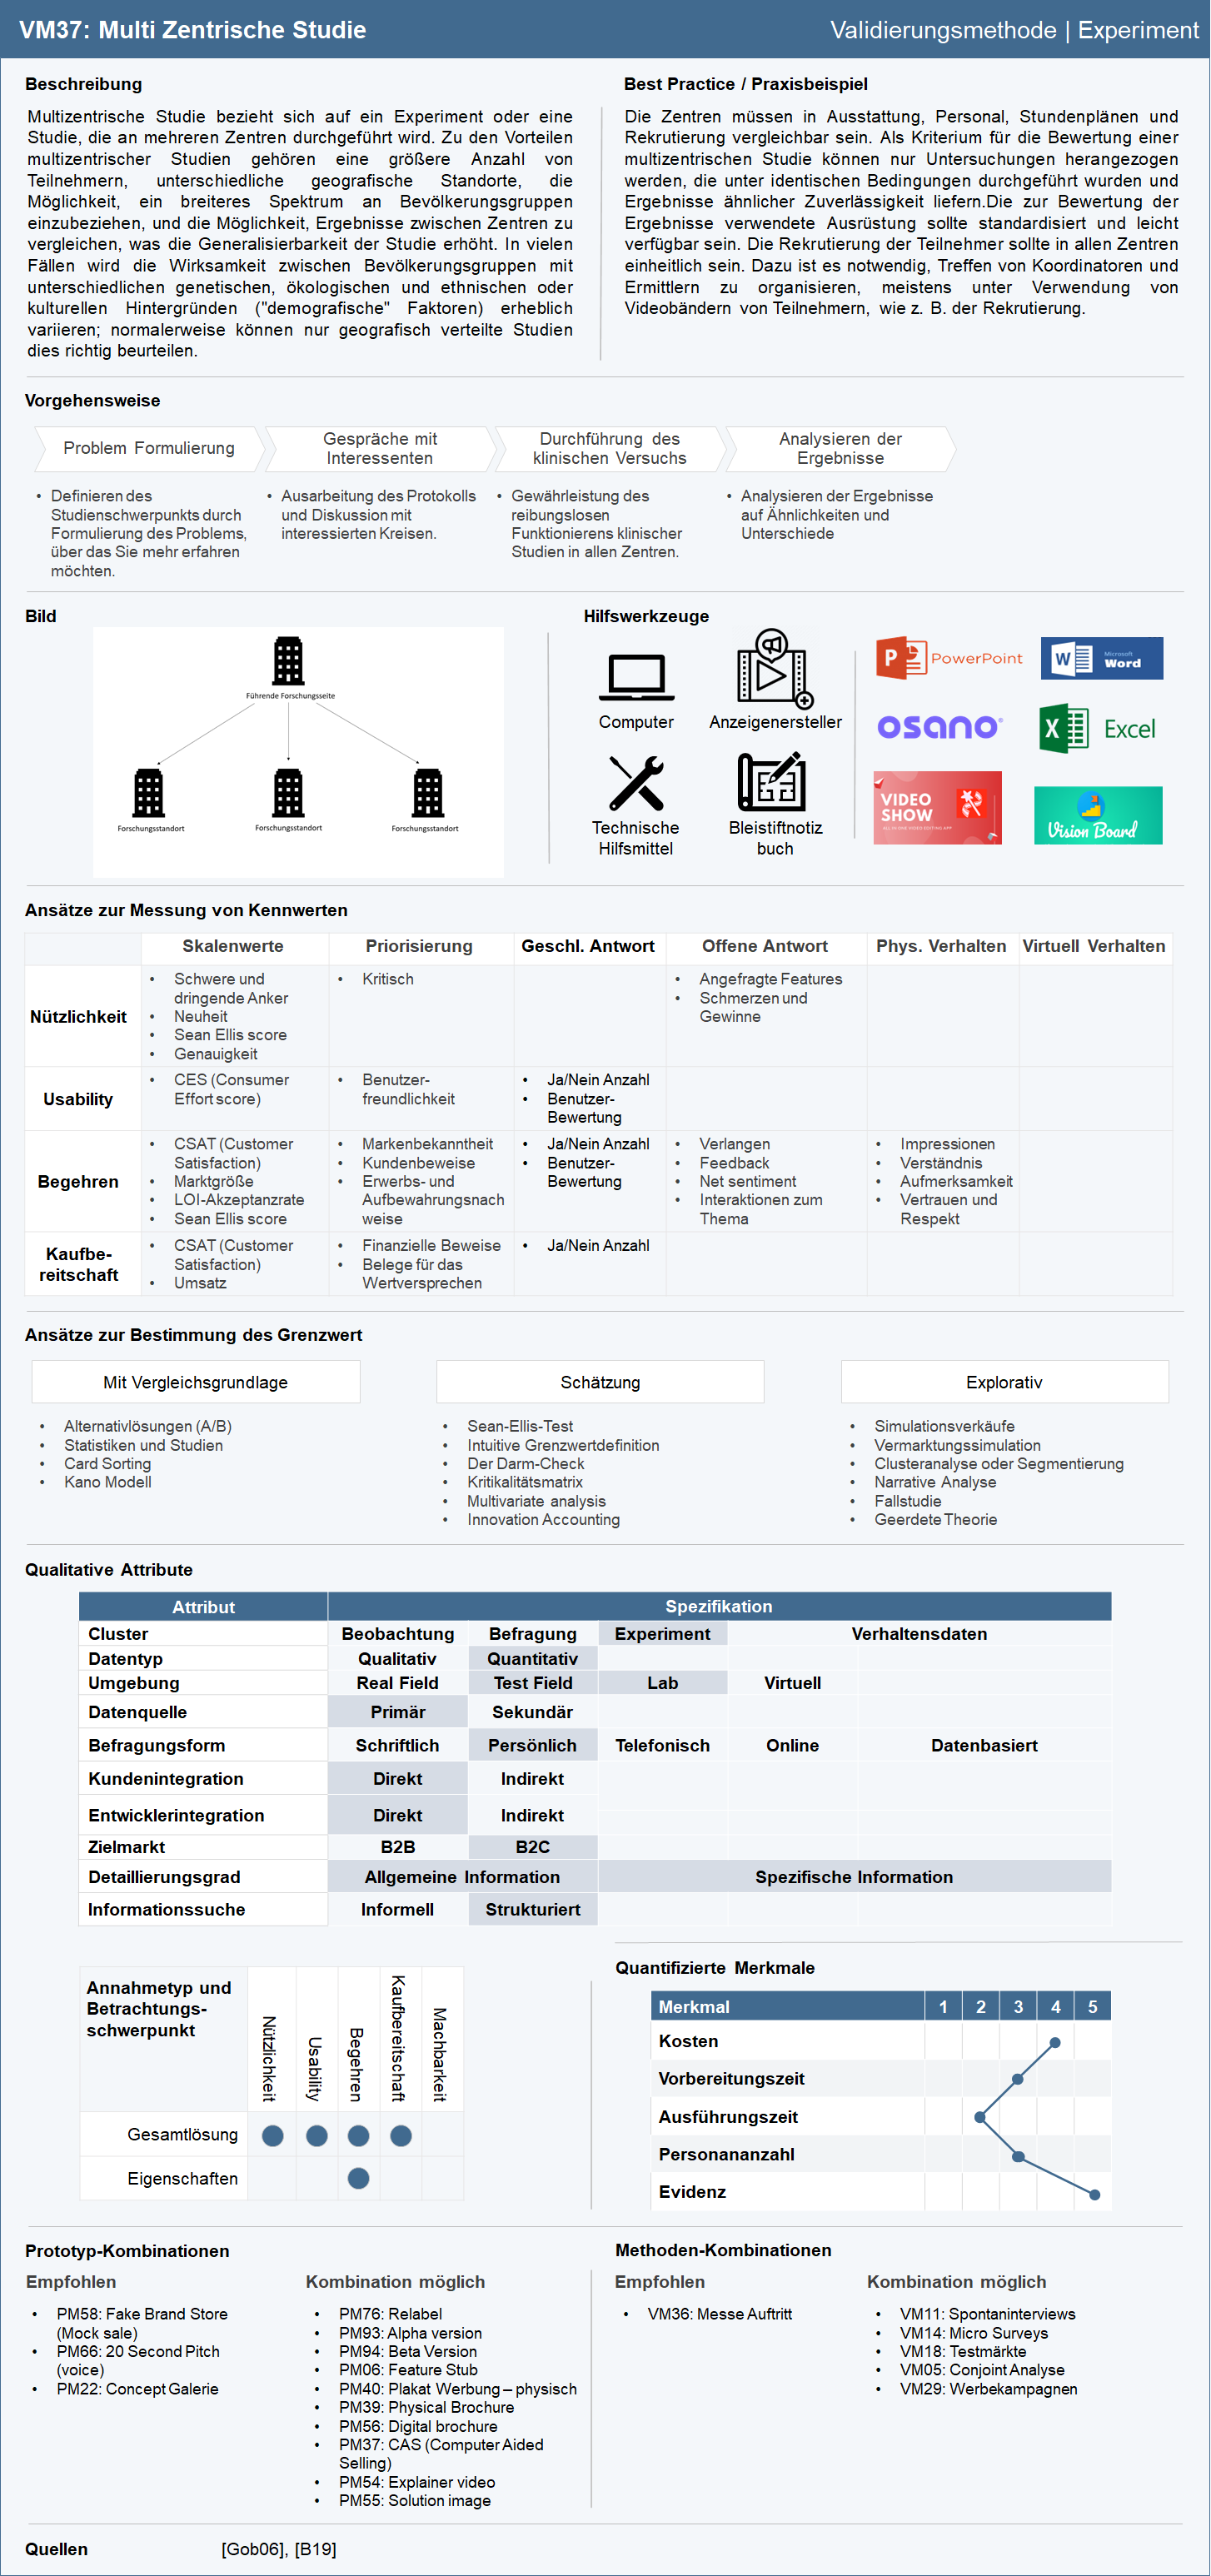 VM37: Multi Zentrische Studie
Validierungsmethode | Experiment
Beschreibung
Multizentrische Studie bezieht sich auf ein Experiment oder eine
Studie, die an mehreren Zentren durchgeführt wird. Zu den Vorteilen
multizentrischer Studien gehören eine größere Anzahl von
Teilnehmern, unterschiedliche geografische Standorte, die
Möglichkeit, ein breiteres Spektrum an Bevölkerungsgruppen
einzubeziehen, und die Möglichkeit, Ergebnisse zwischen Zentren zu
vergleichen, was die Generalisierbarkeit der Studie erhöht. In vielen
Fällen wird die Wirksamkeit zwischen Bevölkerungsgruppen mit
unterschiedlichen genetischen, ökologischen und ethnischen oder
kulturellen Hintergründen ("demografische" Faktoren) erheblich
variieren; normalerweise können nur geografisch verteilte Studien
dies richtig beurteilen.
Best Practice / Praxisbeispiel
Die Zentren müssen in Ausstattung, Personal, Stundenplänen und
Rekrutierung vergleichbar sein. Als Kriterium für die Bewertung einer
multizentrischen Studie können nur Untersuchungen herangezogen
werden, die unter identischen Bedingungen durchgeführt wurden und
Ergebnisse ähnlicher Zuverlässigkeit liefern.Die zur Bewertung der
Ergebnisse verwendete Ausrüstung sollte standardisiert und leicht
verfügbar sein. Die Rekrutierung der Teilnehmer sollte in allen Zentren
einheitlich sein. Dazu ist es notwendig, Treffen von Koordinatoren und
Ermittlern zu organisieren, meistens unter Verwendung von
Videobändern von Teilnehmern, wie z. B. der Rekrutierung.
Vorgehensweise
Problem Formulierung
• Definieren des
Studienschwerpunkts durch
Formulierung des Problems,
über das Sie mehr erfahren
möchten.
Gespräche mit
Interessenten
• Ausarbeitung des Protokolls
und Diskussion mit
interessierten Kreisen.
Durchführung des
klinischen Versuchs
• Gewährleistung des
reibungslosen
Funktionierens klinischer
Studien in allen Zentren.
Analysieren der
Ergebnisse
• Analysieren der Ergebnisse
auf Ähnlichkeiten und
Unterschiede
Bild
Führende Forschungsseite
Forschungsstandort
Forschungsstandort
Forschungsstandort
Hilfswerkzeuge
Computer
Anzeigenersteller
Technische
Hilfsmittel
Bleistiftnotiz
buch
P PowerPoint
W Microsoft
Word
osano
X Excel
VIDEO
SHOW
ALL IN ONE VIDEO EDITING APP
Vision Board
Ansätze zur Messung von Kennwerten
Skalenwerte Priorisierung Geschl. Antwort Offene Antwort Phys. Verhalten Virtuell Verhalten
Nützlichkeit
• Schwere und
dringende Anker
• Neuheit
• Sean Ellis score
• Genauigkeit
• Kritisch
• Angefragte Features
• Schmerzen und
Gewinne
Usability
• CES (Consumer
Effort score)
• Benutzer-
freundlichkeit
• Ja/Nein Anzahl
• Benutzer-
Bewertung
Begehren
• CSAT (Customer
Satisfaction)
• Marktgröße
• LOI-Akzeptanzrate
• Sean Ellis score
• Markenbekanntheit
• Kundenbeweise
• Erwerbs- und
Aufbewahrungsnach
weise
• Ja/Nein Anzahl
• Benutzer-
Bewertung
• Verlangen
• Feedback
• Net sentiment
• Interaktionen zum
Thema
• Impressionen
• Verständnis
• Aufmerksamkeit
• Vertrauen und
Respekt
Kaufbe-
reitschaft
• CSAT (Customer
Satisfaction)
• Umsatz
• Finanzielle Beweise
• Belege für das
Wertversprechen
• Ja/Nein Anzahl
Ansätze zur Bestimmung des Grenzwert
Mit Vergleichsgrundlage
• Alternativlösungen (A/B)
• Statistiken und Studien
• Card Sorting
• Kano Modell
Schätzung
• Sean-Ellis-Test
• Intuitive Grenzwertdefinition
• Der Darm-Check
• Kritikalitätsmatrix
• Multivariate analysis
• Innovation Accounting
Explorativ
• Simulationsverkäufe
• Vermarktungssimulation
• Clusteranalyse oder Segmentierung
• Narrative Analyse
• Fallstudie
• Geerdete Theorie
Qualitative Attribute
Attribut Spezifikation
Cluster Beobachtung Befragung Experiment Verhaltensdaten
Datentyp Qualitativ Quantitativ
Umgebung Real Field Test Field Lab Virtuell
Datenquelle Primär Sekundär
Befragungsform Schriftlich Persönlich Telefonisch Online Datenbasiert
Kundenintegration Direkt Indirekt
Entwicklerintegration Direkt Indirekt
Zielmarkt B2B B2C
Detaillierungsgrad Allgemeine Information Spezifische Information
Informationssuche Informell Strukturiert
Annahmetyp und
Betrachtungs-
schwerpunkt
Nützlichkeit
Usability
Begehren
Kaufbereitschaft
Machbarkeit
Gesamtlösung
Eigenschaften
Quantifizierte Merkmale
Merkmal 1 2 3 4 5
Kosten
Vorbereitungszeit
Ausführungszeit
Personananzahl
Evidenz
Prototyp-Kombinationen
Empfohlen
• PM58: Fake Brand Store
(Mock sale)
• PM66: 20 Second Pitch
(voice)
• PM22: Concept Galerie
Kombination möglich
• PM76: Relabel
• PM93: Alpha version
• PM94: Beta Version
• PM06: Feature Stub
• PM40: Plakat Werbung – physisch
• PM39: Physical Brochure
• PM56: Digital brochure
• PM37: CAS (Computer Aided
Selling)
• PM54: Explainer video
• PM55: Solution image
Methoden-Kombinationen
Empfohlen
• VM36: Messe Auftritt
Kombination möglich
• VM11: Spontaninterviews
• VM14: Micro Surveys
• VM18: Testmärkte
• VM05: Conjoint Analyse
• VM29: Werbekampagnen
Quellen [Gob06], [B19]